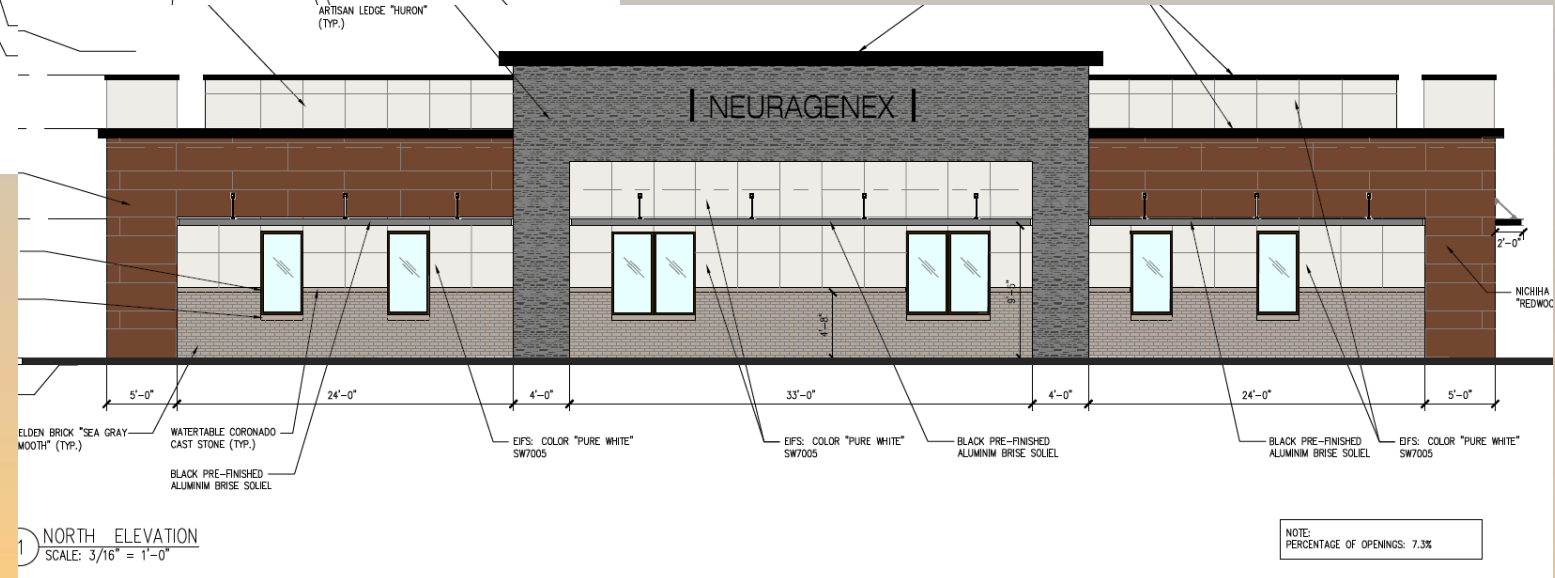 ARTISAN LEDGE "HURON"
(TYP.)
| NEURAGENEX |
2'-0"
NICHIHA
"REDWOO
9'-5"
4'-8"
5'-0"
24'-0"
4'-0"
33'-0"
4'-0"
24'-0"
5'-0"
ELDEN BRICK "SEA GRAY
MOOTH" (TYP.)
WATERTABLE CORONADO
CAST STONE (TYP.)
BLACK PRE-FINISHED
ALUMINIM BRISE SOLIEL
EIFS: COLOR "PURE WHITE"
SW7005
EIFS: COLOR "PURE WHITE"
SW7005
BLACK PRE-FINISHED
ALUMINIM BRISE SOLIEL
BLACK PRE-FINISHED
ALUMINIM BRISE SOLIEL
EIFS: COLOR "PURE WHITE"
SW7005
1
NORTH ELEVATION
SCALE: 3/16" = 1'-0"
NOTE:
PERCENTAGE OF OPENINGS: 7.3%